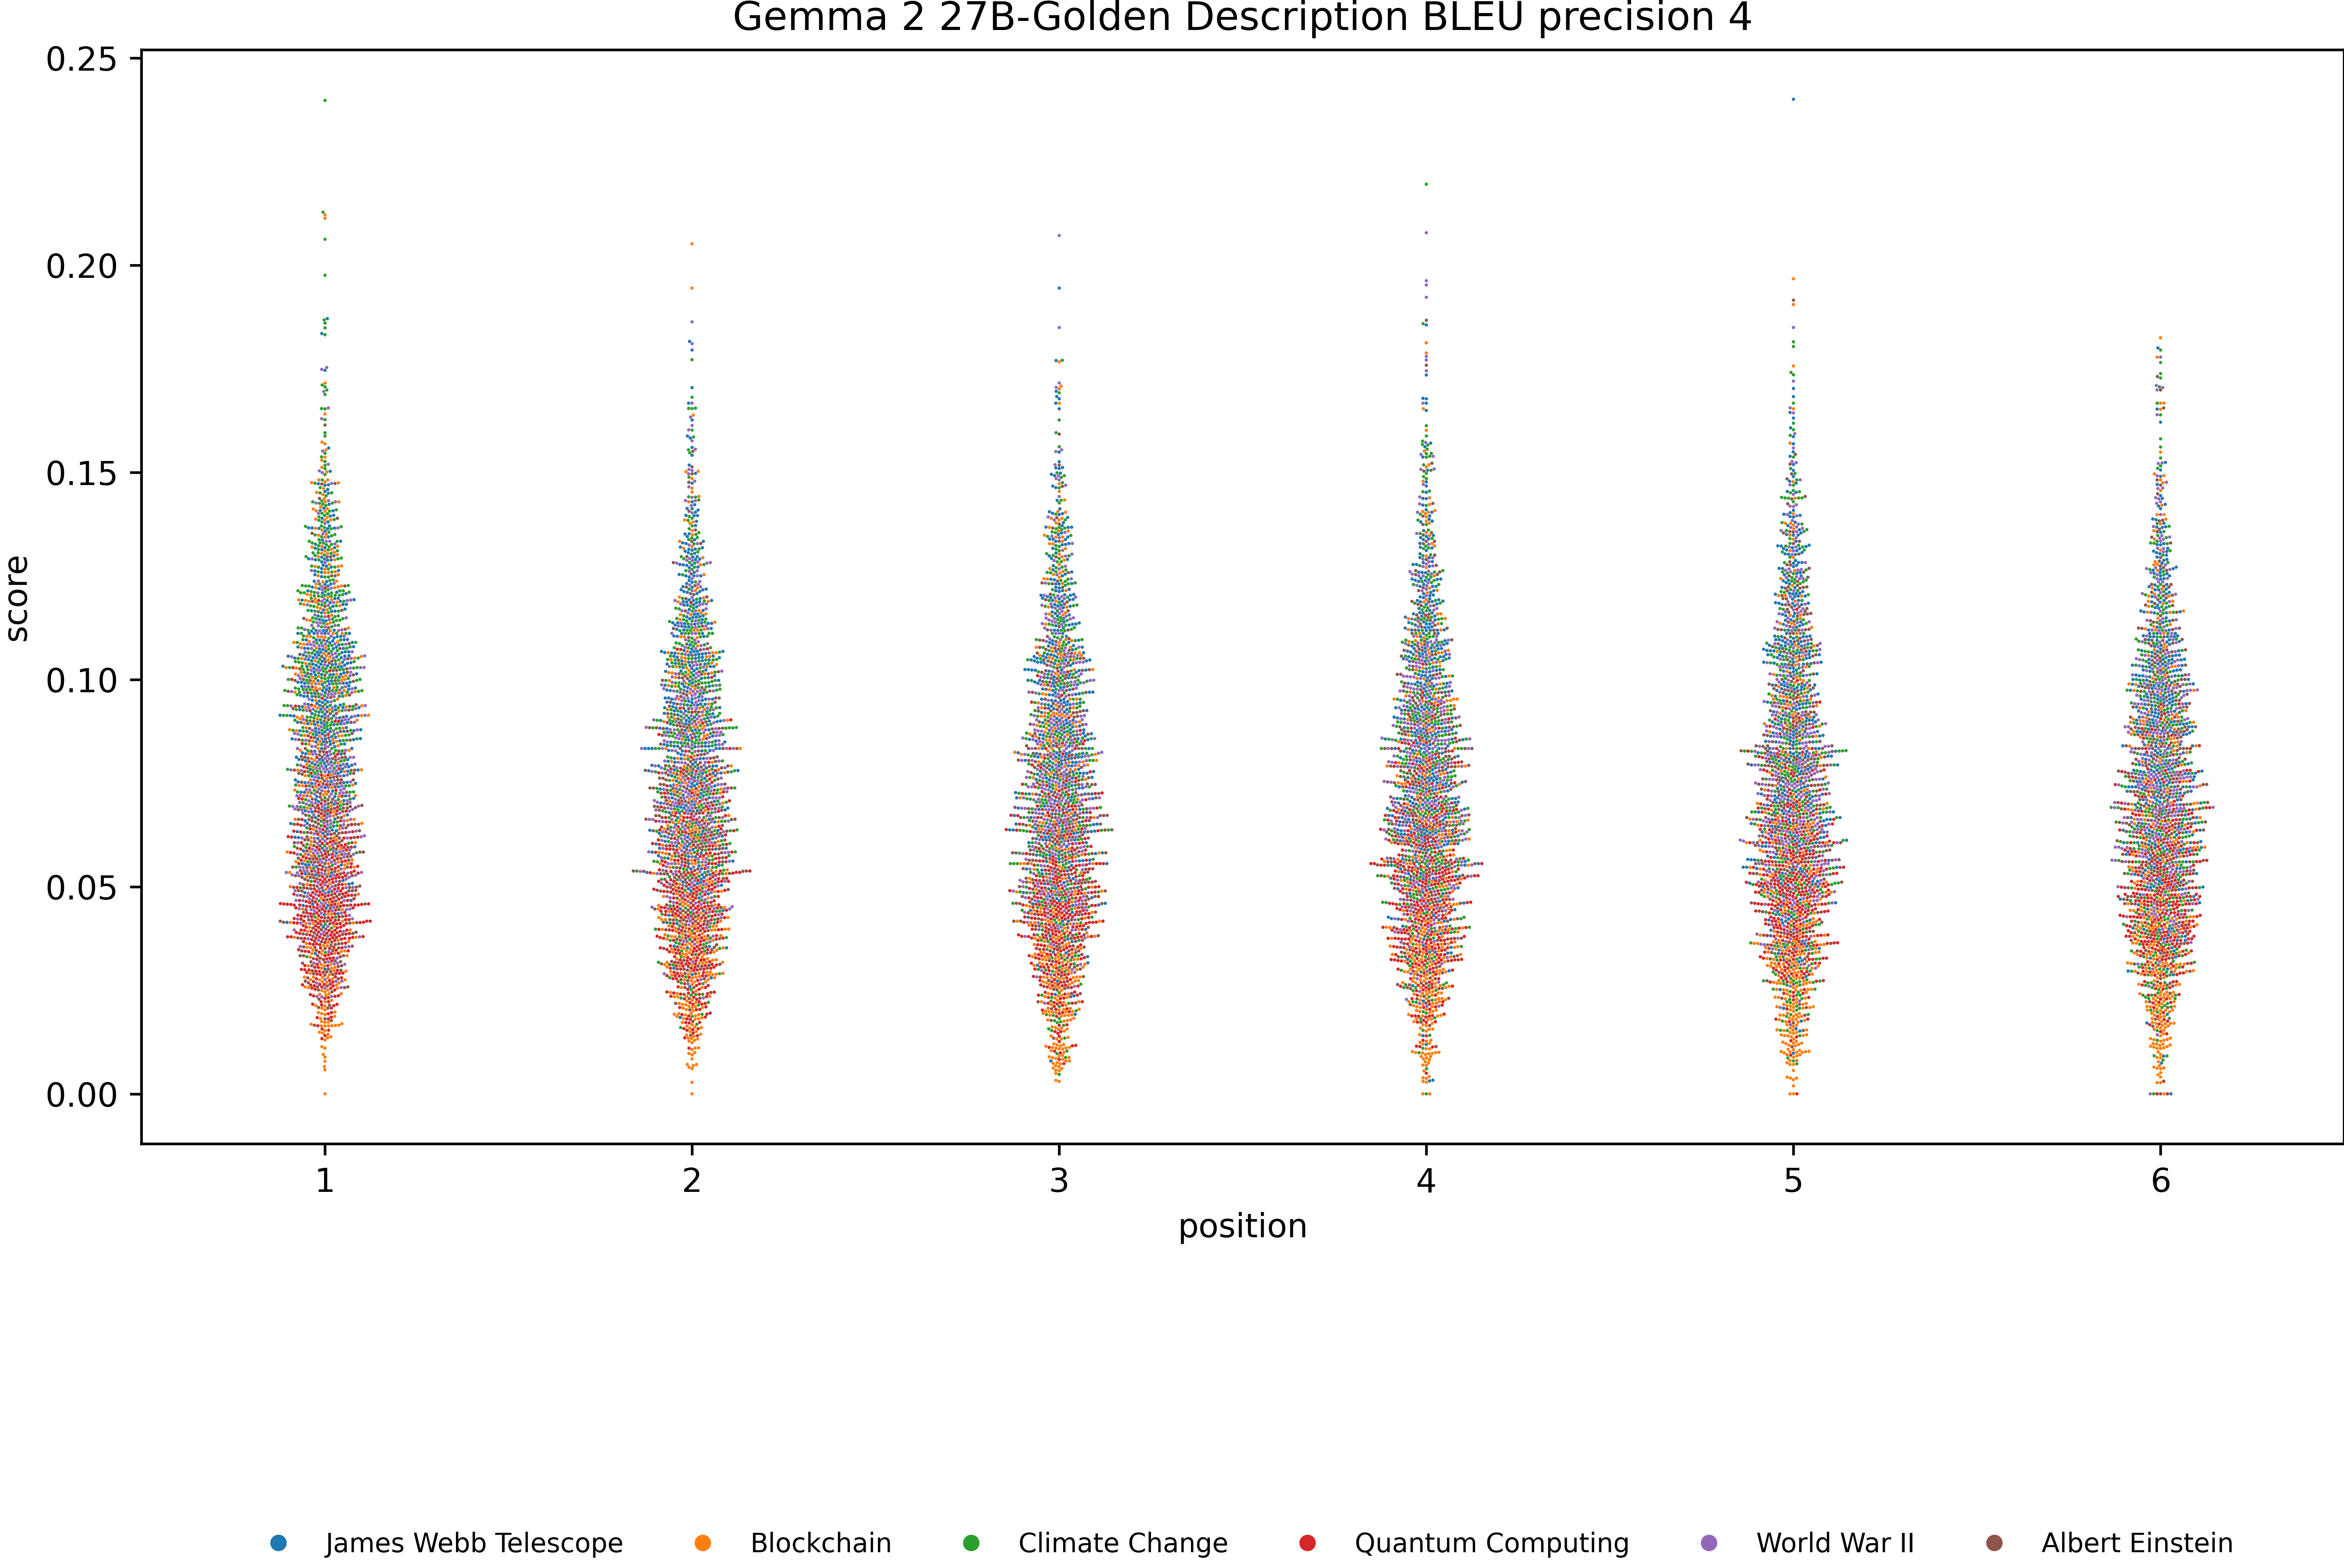 Gemma 2 27B-Golden Description BLEU precision 4
0.25
0.20
0.15
0.10
0.05
0.00
score
1 2 3 4 5 6
position
James Webb Telescope Blockchain Climate Change Quantum Computing World War II Albert Einstein